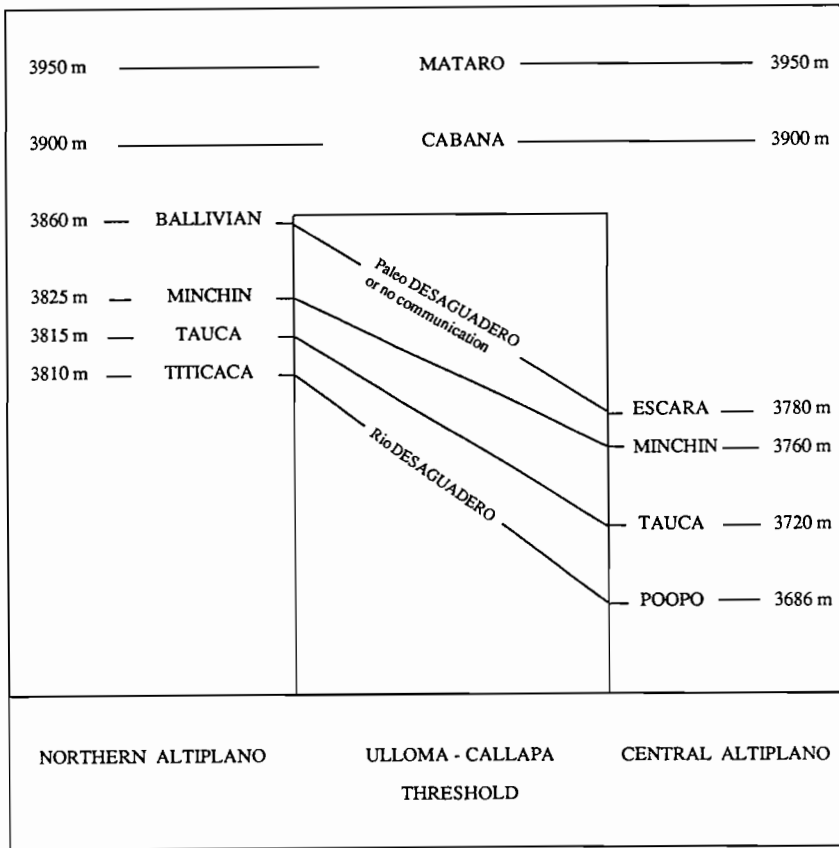 3950 m MATARO 3950 m
3900 m CABANA 3900 m
3860 m BALLIVIAN
Paleo DESAGUADERO
or no communication
3825 m MINCHIN
3815 m TAUCA
3810 m TITICACA
Rio DESAGUADERO
ESCARA 3780 m
MINCHIN 3760 m
TAUCA 3720 m
POOPO 3686 m
NORTHERN ALTIPLANO
ULLOMA - CALLAPA
THRESHOLD
CENTRAL ALTIPLANO